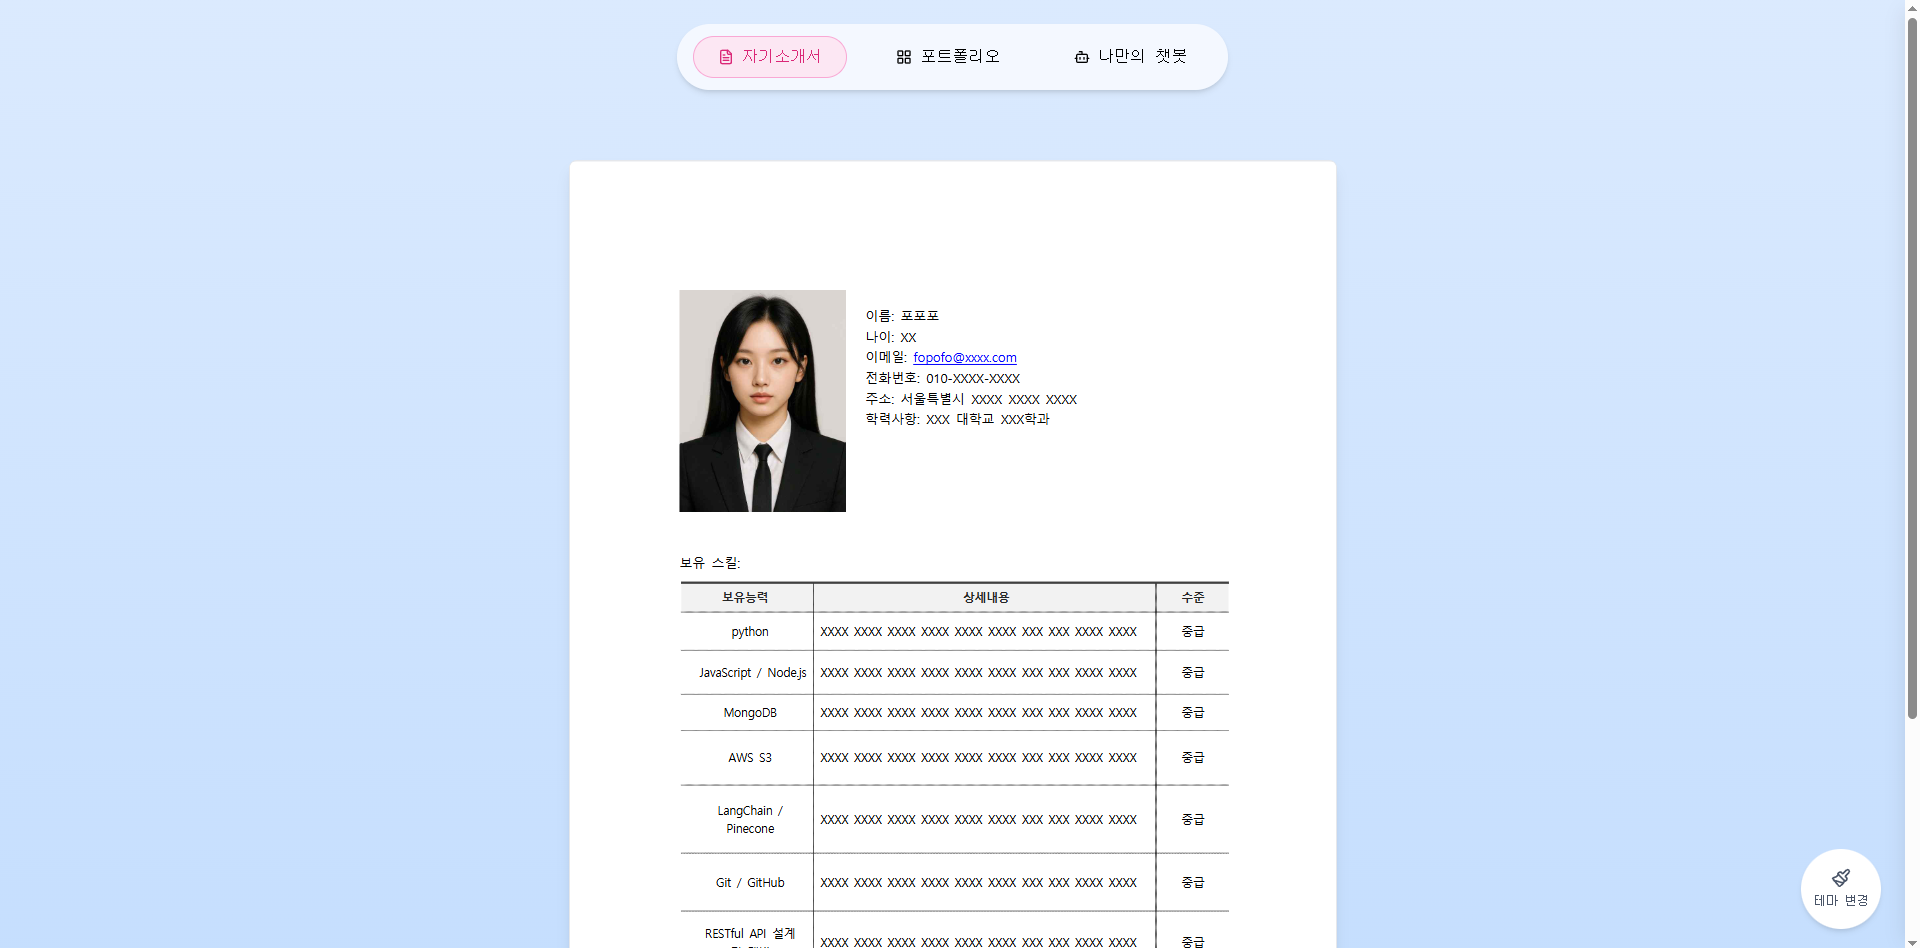 자기소개서
포트폴리오
나만의 챗봇
이름: 포포포
나이: XX
이메일: fopofo@xxxx.com
전화번호: 010-XXXX-XXXX
주소: 서울특별시 XXXX XXXX XXXX
학력사항: XXX 대학교 XXX학과
보유 스킬:
보유능력 상세내용 수준
python XXXX XXXX XXXX XXXX XXXX XXXX XXX XXX XXXX XXXX 중급
JavaScript / Node.js XXXX XXXX XXXX XXXX XXXX XXXX XXX XXX XXXX XXXX 중급
MongoDB XXXX XXXX XXXX XXXX XXXX XXXX XXX XXX XXXX XXXX 중급
AWS S3 XXXX XXXX XXXX XXXX XXXX XXXX XXX XXX XXXX XXXX 중급
LangChain /
Pinecone
XXXX XXXX XXXX XXXX XXXX XXXX XXX XXX XXXX XXXX 중급
Git / GitHub XXXX XXXX XXXX XXXX XXXX XXXX XXX XXX XXXX XXXX 중급
RESTful API 설계
XXXX XXXX XXXX XXXX XXXX XXXX XXX XXX XXXX XXXX 중급
테마 변경